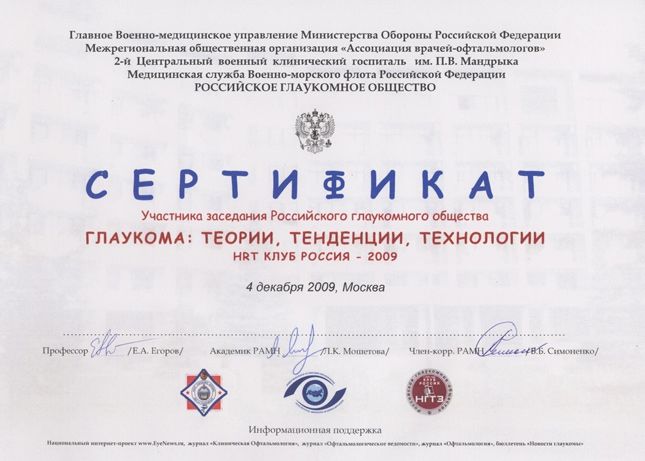 Главное Военно-медицинское управление Министерства Обороны Российской Федерации
Межрегиональная общественная организация «Ассоциация врачей-офтальмологов»
2-й Центральный военный клинический госпиталь им. П.В. Мандрыка
Медицинская служба Военно-морского флота Российской Федерации
РОССИЙСКОЕ ГЛАУКОМНОЕ ОБЩЕСТВО
СЕРТИФИКАТ
Участника заседания Российского глаукомного общества
ГЛАУКОМА: ТЕОРИИ, ТЕНДЕНЦИИ, ТЕХНОЛОГИИ
HRT КЛУБ РОССИЯ - 2009
4 декабря 2009, Москва
Профессор /Е.А. Егоров/ Академик РАМН /Л.К. Мошетова/ Член-корр. РАМН /В.Б. Симоненко/
КЛУБ
РОССИЯ
НГТЗ
Информационная поддержка
Национальный интернет-проект www.EyeNews.ru, журнал «Клиническая Офтальмология», журнал «Офтальмологические ведомости», журнал «Офтальмология», бюллетень «Новости глаукомы»